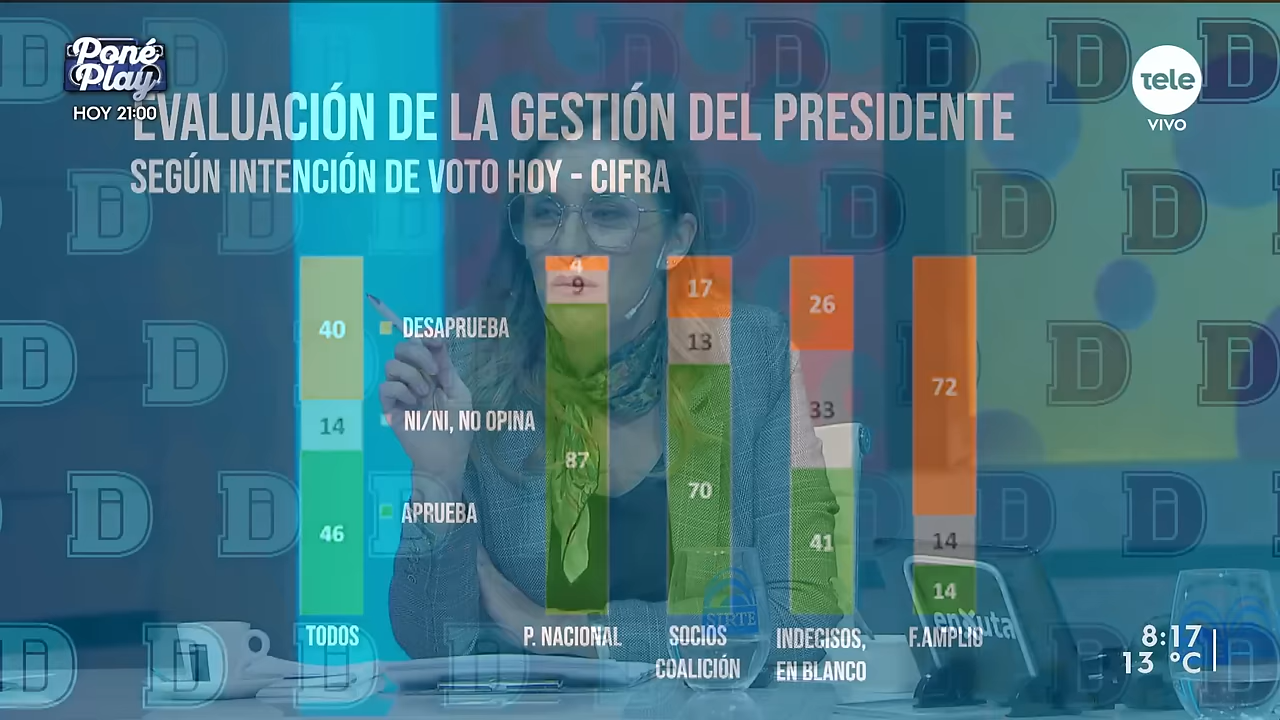 Poné
Play
HOY 21:00
tele
VIVO
EVALUACIÓN DE LA GESTIÓN DEL PRESIDENTE
SEGÚN INTENCIÓN DE VOTO HOY - CIFRA
40
14
46
DESAPRUEBA
NI/NI, NO OPINA
APRUEBA
4
9
87
17
13
70
26
33
41
72
14
14
TODOS
P. NACIONAL
SOCIOS
COALICIÓN
INDECISOS,
EN BLANCO
F.AMPLIO
SIRTE
enXuta
8:17
13 °C
D D D D D D D D